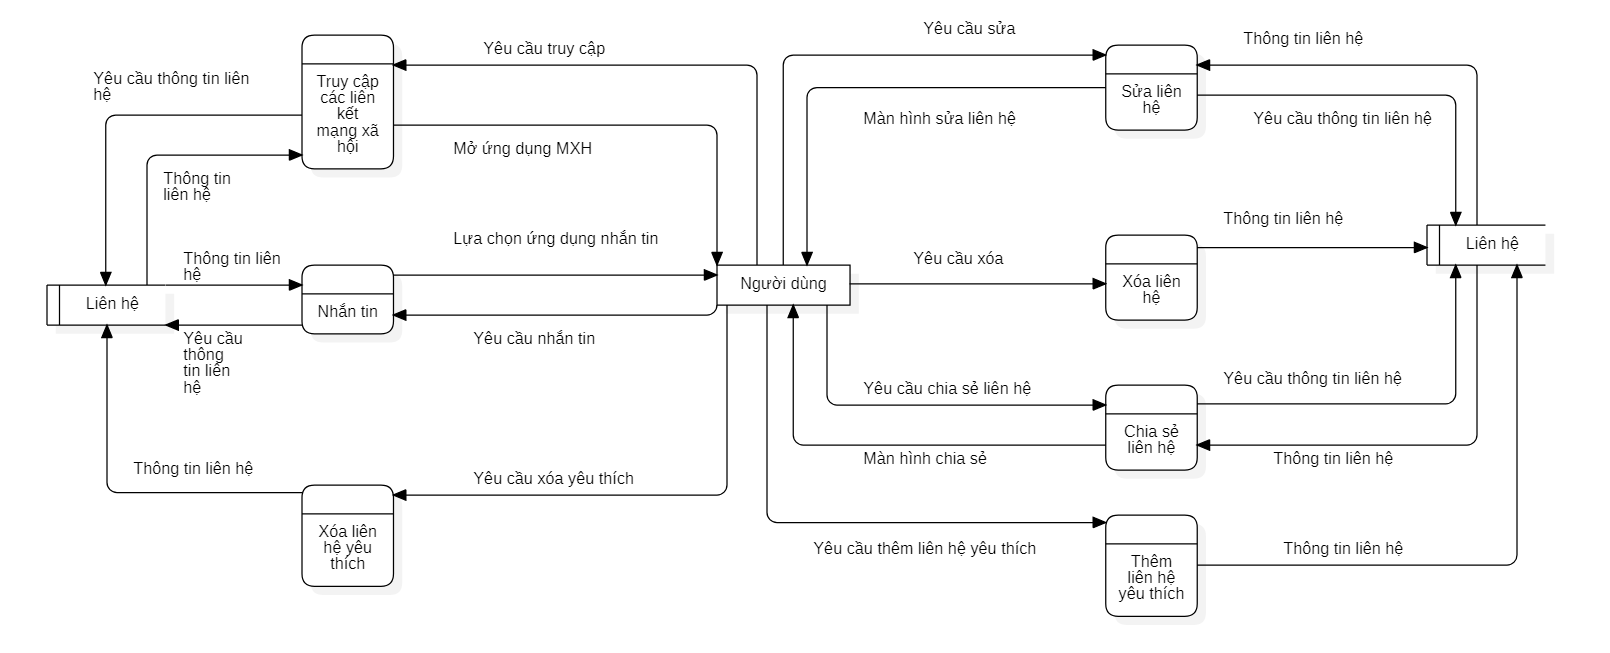 Yêu cầu sửa
Thông tin liên hệ
Yêu cầu truy cập
Yêu cầu thông tin liên
hệ
Truy cập
các liên
kết
mạng xã
hội
Sửa liên
hệ
Màn hình sửa liên hệ
Yêu cầu thông tin liên hệ
Mở ứng dụng MXH
Thông tin
liên hệ
Thông tin liên hệ
Lựa chọn ứng dụng nhắn tin
Liên hệ
Thông tin liên
hệ
Yêu cầu xóa
Người dùng
Xóa liên
hệ
Liên hệ
Nhắn tin
Yêu cầu nhắn tin
Yêu cầu
thông
tin liên
hệ
Yêu cầu chia sẻ liên hệ
Yêu cầu thông tin liên hệ
Chia sẻ
liên hệ
Màn hình chia sẻ
Thông tin liên hệ
Thông tin liên hệ
Yêu cầu xóa yêu thích
Xóa liên
hệ yêu
thích
Yêu cầu thêm liên hệ yêu thích
Thông tin liên hệ
Thêm
liên hệ
yêu thích